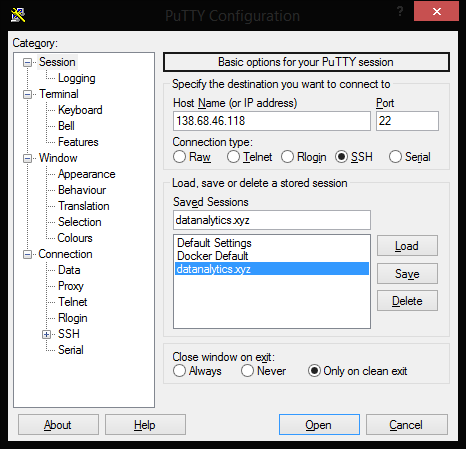 PuTTY Configuration
?
Category:
Session
Logging
Terminal
Keyboard
Bell
Features
Window
Appearance
Behaviour
Translation
Selection
Colours
Connection
Data
Proxy
Telnet
Rlogin
SSH
Serial
Basic options for your PuTTY session
Specify the destination you want to connect to
Host Name (or IP address) Port
138.68.46.118 22
Connection type:
Raw Telnet Rlogin SSH Serial
Load, save or delete a stored session
Saved Sessions
datanalytics.xyz
Default Settings
Docker Default
datanalytics.xyz
Load
Save
Delete
Close window on exit:
Always Never Only on clean exit
About Help Open Cancel